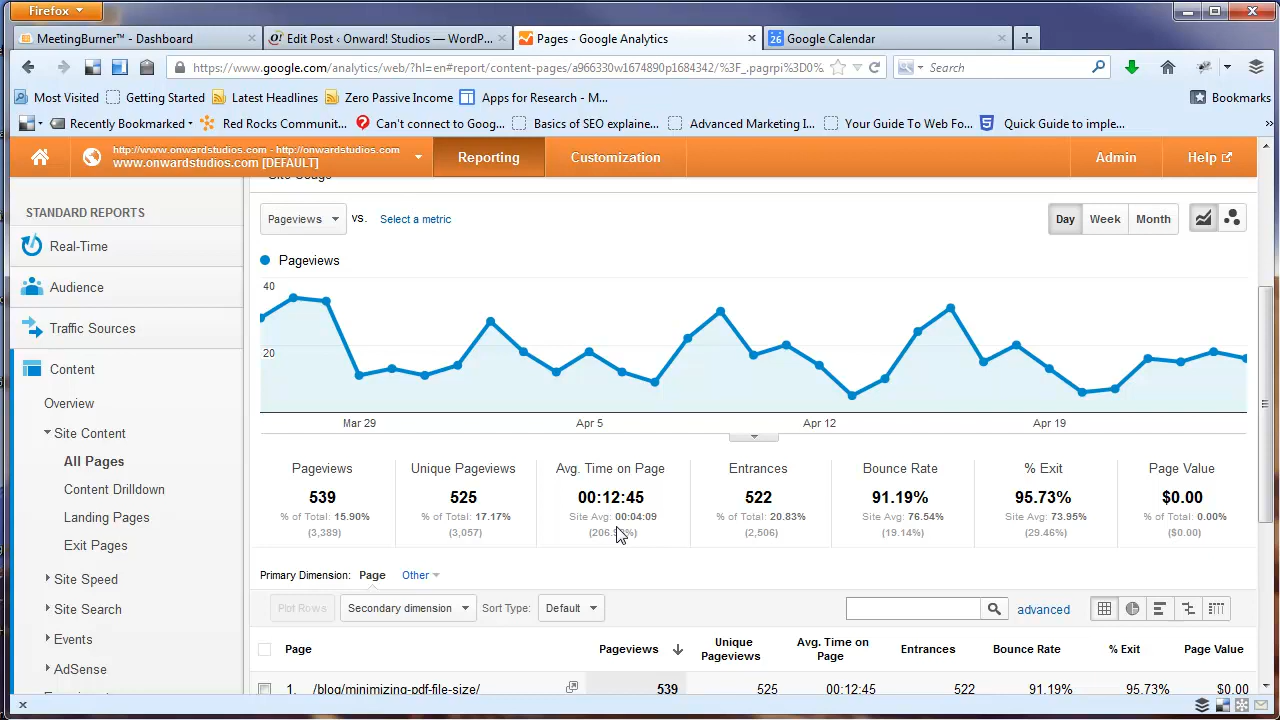 Firefox
MeetingBurner™ - Dashboard
Edit Post ‹ Onward! Studios — WordP...
Pages - Google Analytics
26 Google Calendar
https://www.google.com/analytics/web/?hl=en#report/content-pages/a966330w1674890p1684342/%3F_.pagrpi%3D0%
Search
Most Visited
Getting Started
Latest Headlines
Zero Passive Income
Apps for Research - M...
Bookmarks
Recently Bookmarked
Red Rocks Communit...
Can't connect to Goog...
Basics of SEO explaine...
Advanced Marketing I...
Your Guide To Web Fo...
Quick Guide to imple...
»
http://www.onwardstudios.com - http://onwardstudios.com
www.onwardstudios.com [DEFAULT]
Reporting
Customization
Admin
Help
Site Usage
STANDARD REPORTS
Real-Time
Audience
Traffic Sources
Content
Overview
Site Content
All Pages
Content Drilldown
Landing Pages
Exit Pages
Site Speed
Site Search
Events
AdSense
Pageviews vs. Select a metric
Day Week Month
Pageviews
40
20
Mar 29 Apr 5 Apr 12 Apr 19
Pageviews Unique Pageviews Avg. Time on Page Entrances Bounce Rate % Exit Page Value
539 525 00:12:45 522 91.19% 95.73% $0.00
% of Total: 15.90% % of Total: 17.17% Site Avg: 00:04:09 % of Total: 20.83% Site Avg: 76.54% Site Avg: 73.95% % of Total: 0.00%
(3,389) (3,057) (2,506) (19.14%) (29.46%) ($0.00)
Primary Dimension: Page Other
Plot Rows Secondary dimension Sort Type: Default advanced
Page Pageviews Unique Pageviews Avg. Time on Page Entrances Bounce Rate % Exit Page Value
1. /blog/minimizing-pdf-file-size/ 539 525 00:12:45 522 91.19% 95.73% $0.00